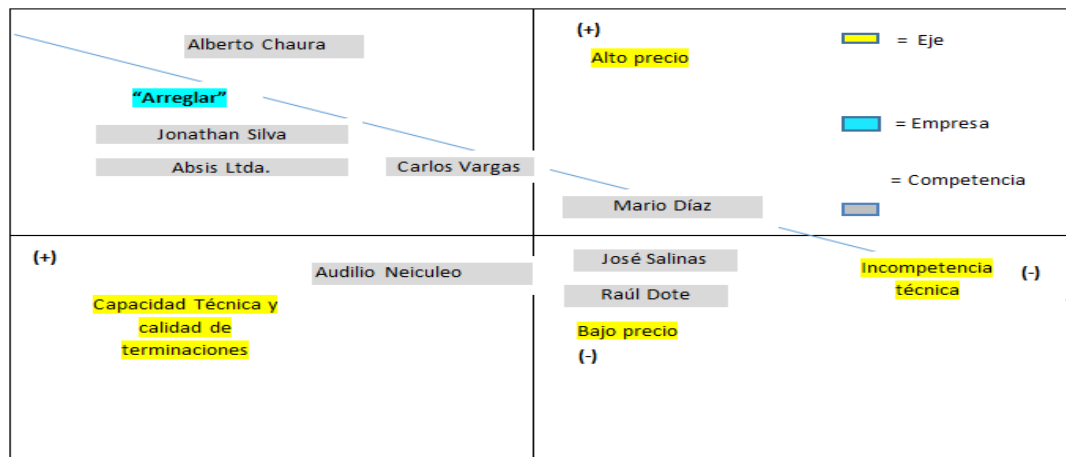 Alberto Chaura
“Arreglar”
Jonathan Silva
Absis Ltda.
Carlos Vargas
(+)
Alto precio
Mario Díaz
= Eje
= Empresa
= Competencia
(+)
Audilio Neiculeo
Capacidad Técnica y
calidad de
terminaciones
José Salinas
Raúl Dote
Bajo precio
(-)
Incompetencia
técnica
(-)